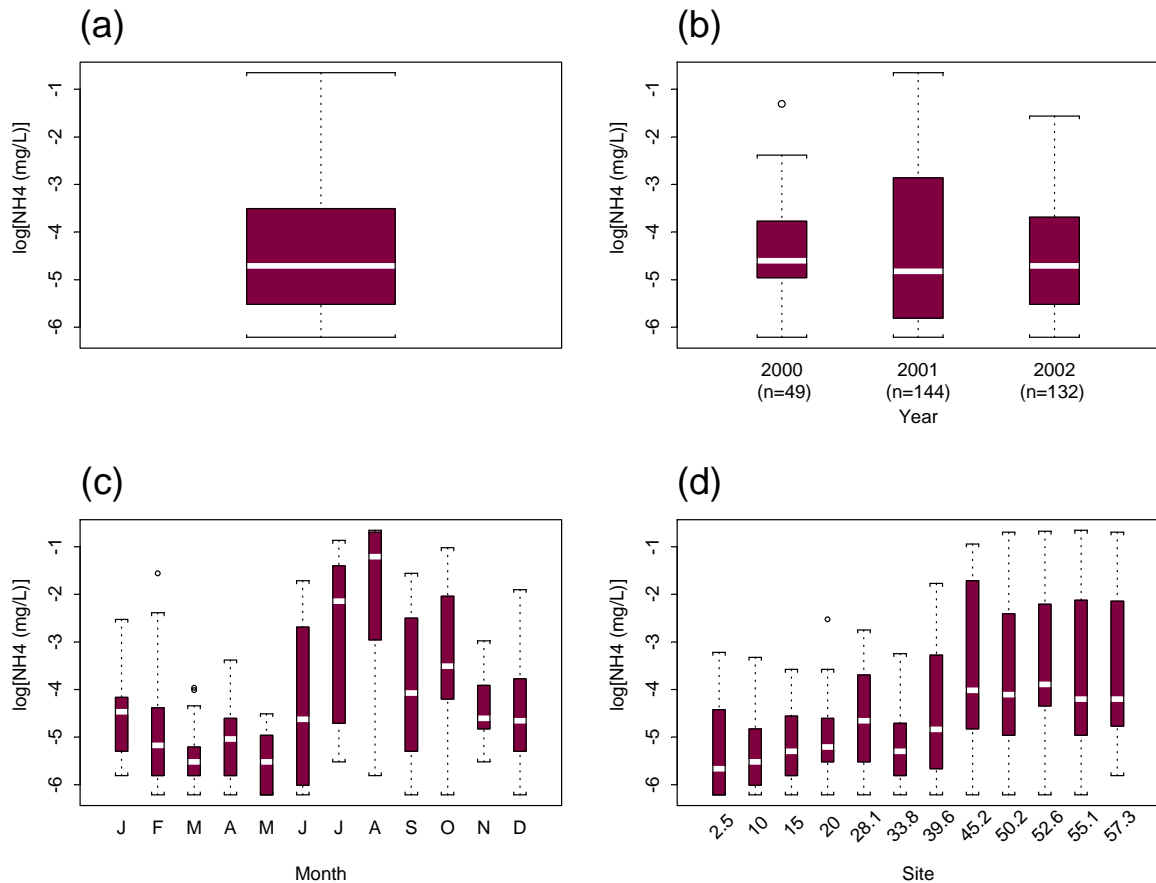 (a)
log[NH4 (mg/L)]
-1
-2
-3
-4
-5
-6
(b)
log[NH4 (mg/L)]
-1
-2
-3
-4
-5
-6
2000 2001 2002
(n=49) (n=144) (n=132)
Year
(c)
log[NH4 (mg/L)]
-1
-2
-3
-4
-5
-6
J F M A M J J A S O N D
Month
(d)
log[NH4 (mg/L)]
-1
-2
-3
-4
-5
-6
2.5 10 15 20 28.1 33.8 39.6 45.2 50.2 52.6 55.1 57.3
Site